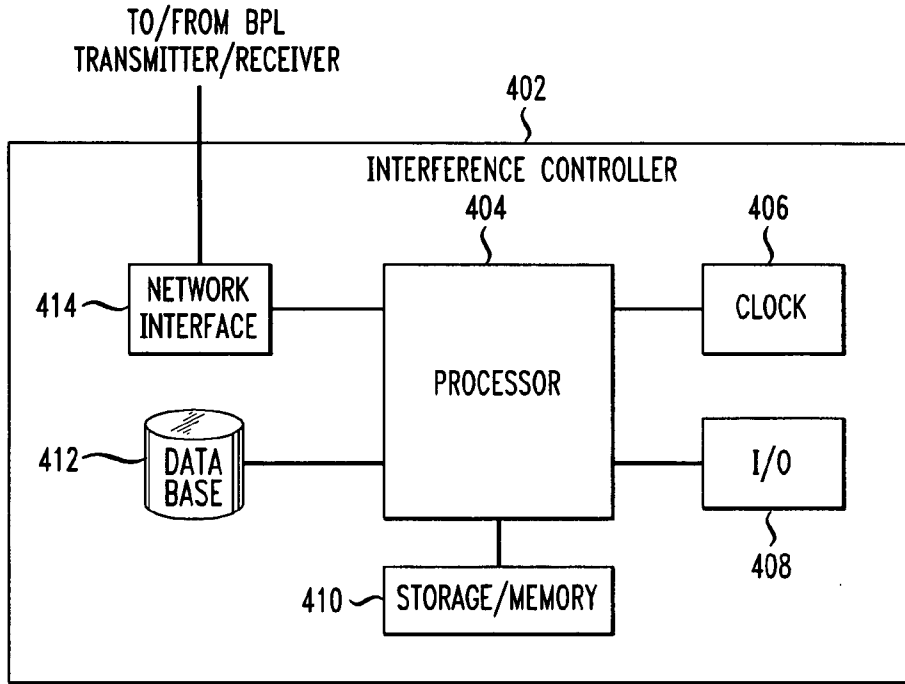 TO/FROM BPL
TRANSMITTER/RECEIVER
402
INTERFERENCE CONTROLLER
404
406
414
NETWORK
INTERFACE
PROCESSOR
CLOCK
412
DATA
BASE
I/O
408
410
STORAGE/MEMORY